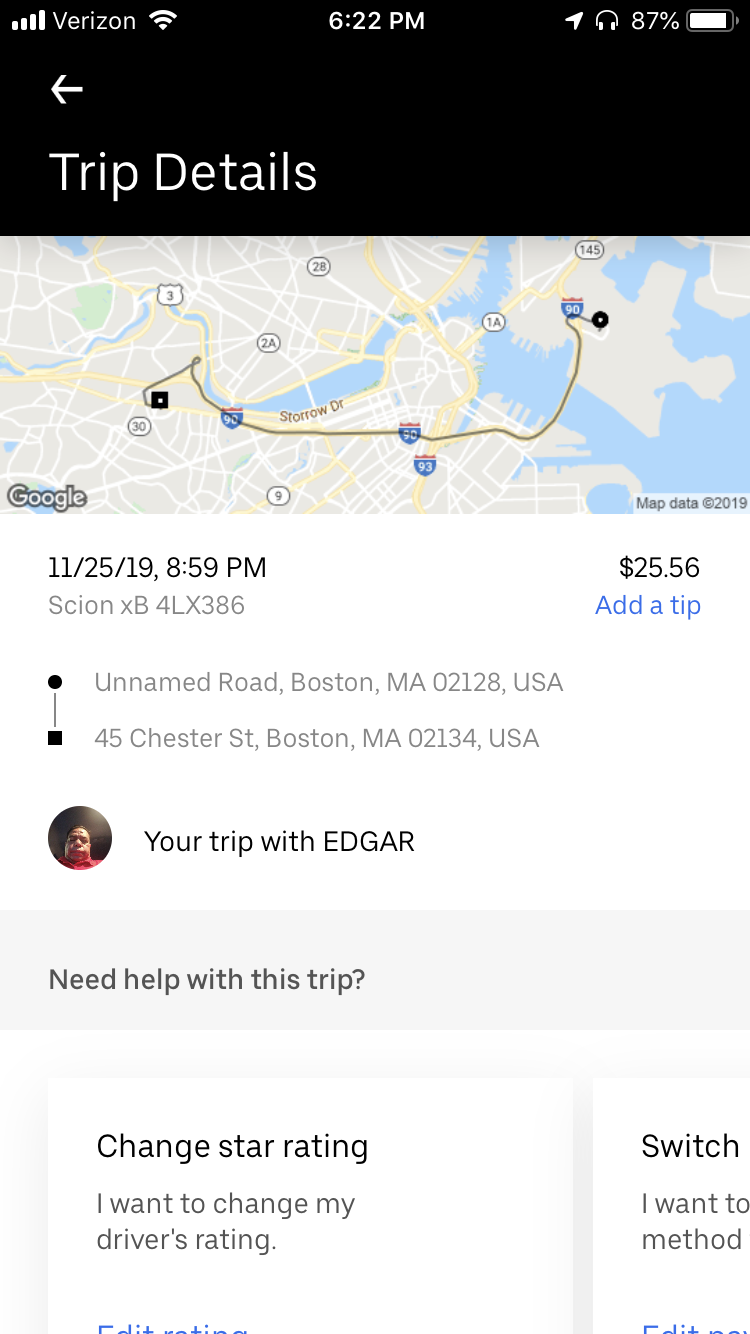 Verizon 6:22 PM 87%
Trip Details
145
28
3
90
1A
2A
90
Storrow Dr
30
90
93
9
Google
Map data ©2019
11/25/19, 8:59 PM $25.56
Scion xB 4LX386 Add a tip
Unnamed Road, Boston, MA 02128, USA
45 Chester St, Boston, MA 02134, USA
Your trip with EDGAR
Need help with this trip?
Change star rating
I want to change my
driver's rating.
Edit rating
Switch
I want to
method
Edit